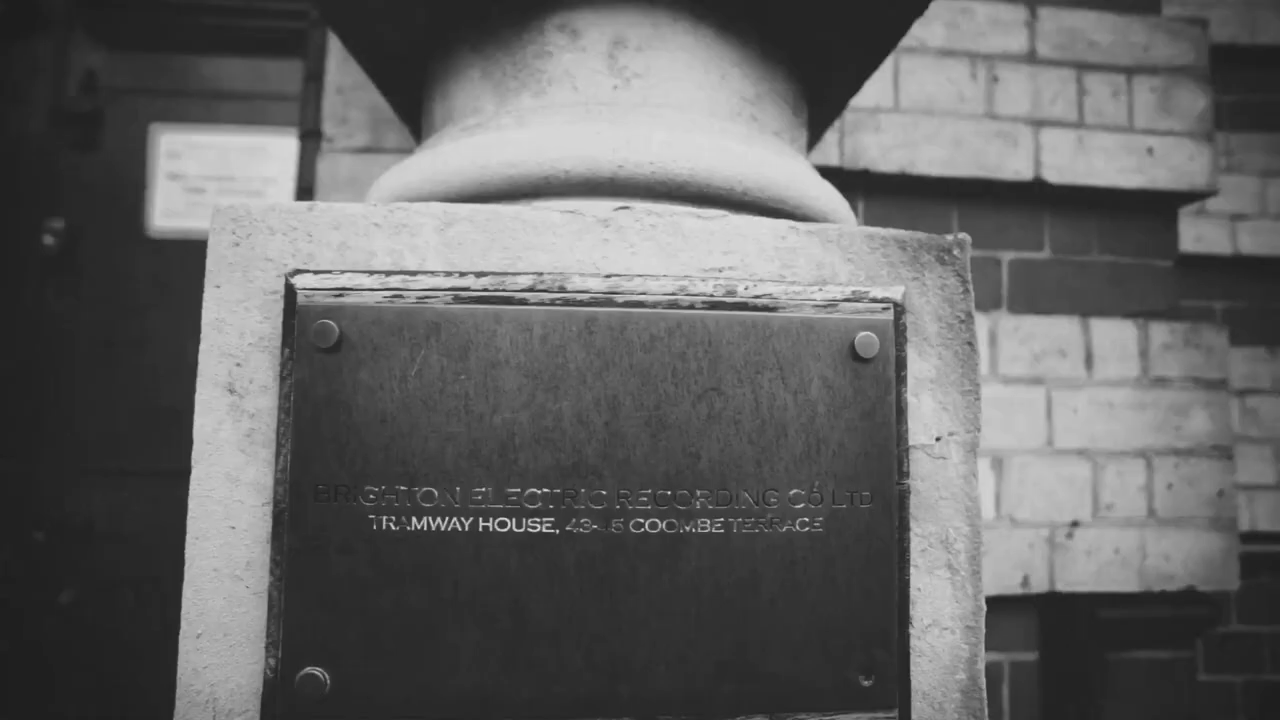 BRIGHTON ELECTRIC RECORDING CO LTD
TRAMWAY HOUSE, 43-45 COOMBE TERRACE